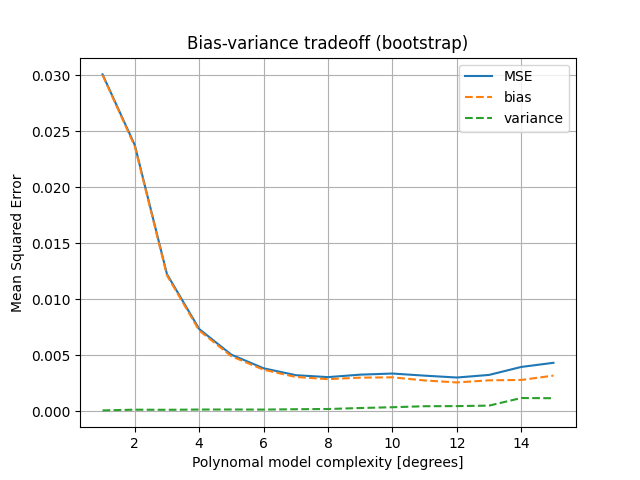 Bias-variance tradeoff (bootstrap)
MSE
bias
variance
Mean Squared Error
0.030
0.025
0.020
0.015
0.010
0.005
0.000
2 4 6 8 10 12 14
Polynomal model complexity [degrees]